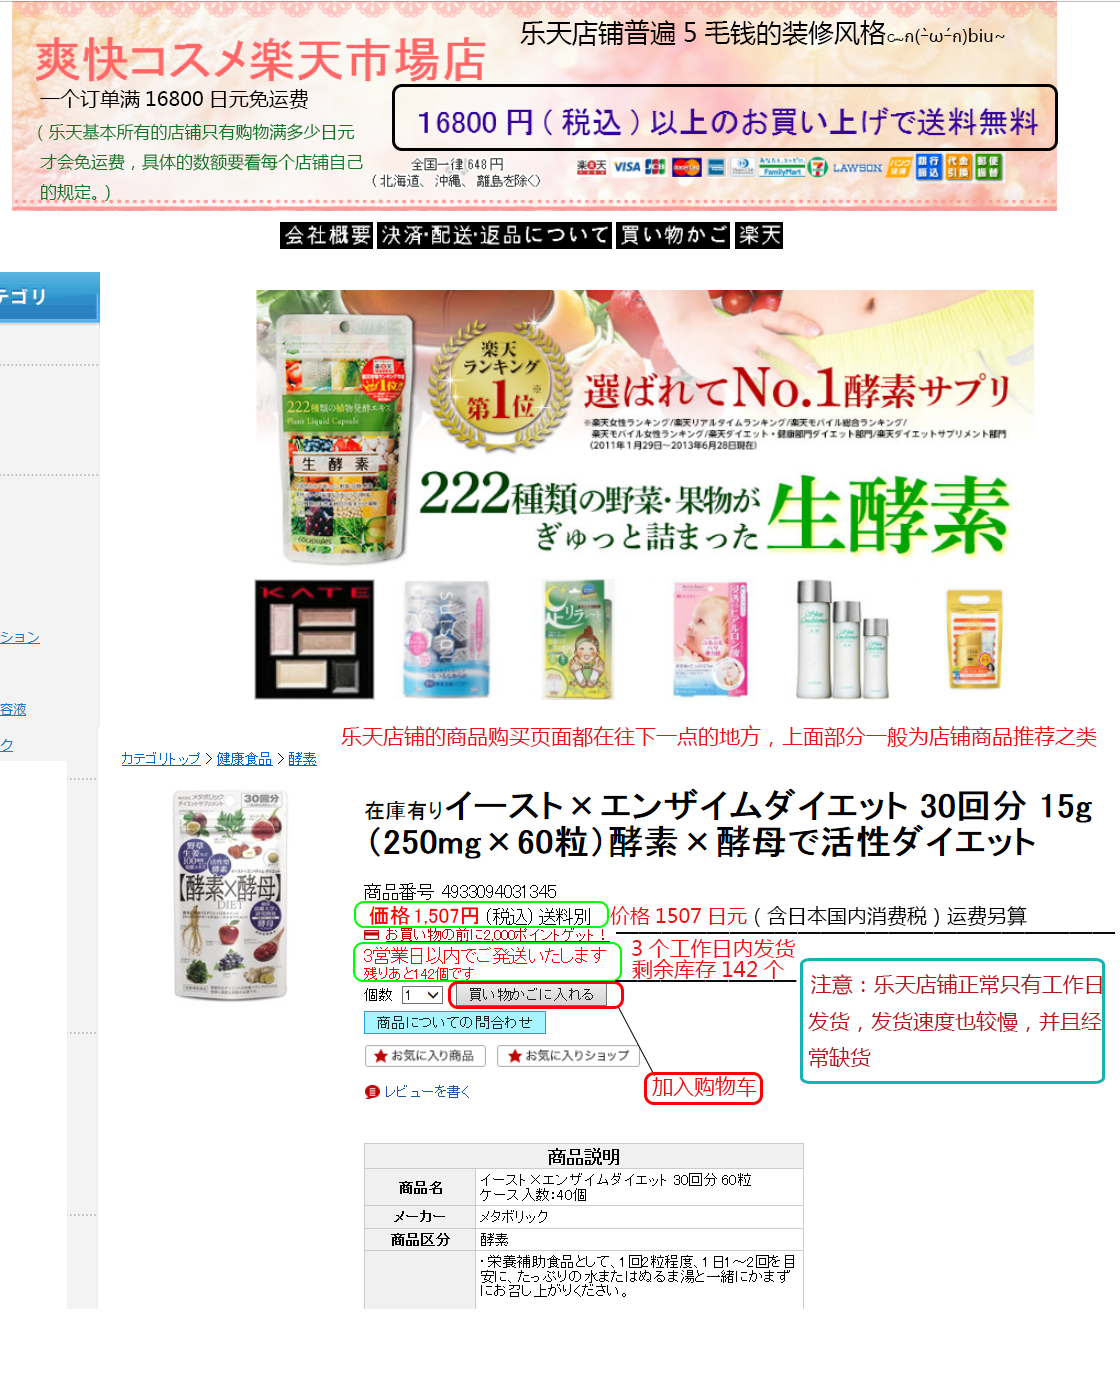 乐天店铺普遍 5 毛钱的装修风格
biu~
爽快コスメ楽天市場店
一个订单满 16800 日元免运费
（ 乐天基本所有的店铺只有购物满多少日元
才会免运费，具体的数额要看每个店铺自己
的规定。）
16800 円 ( 税込 ) 以上のお買い上げで送料無料
全国一律 648 円
( 北海道、 沖縄、 離島を除く)
楽天 VISA JCB MasterCard FamilyMart LAWSON 銀行振込 代金引換 郵便振替
会社概要 決済・配送・返品について 買い物かご 楽天
テゴリ
楽天
ランキング
第1位※
選ばれてNo.1酵素サプリ
※楽天女性ランキング/楽天リアルタイムランキング/楽天モバイル総合ランキング/
楽天モバイル女性ランキング/楽天ダイエット・健康部門ダイエット部門/楽天ダイエットサプリメント部門
(2011年1月29日～2013年6月28日現在)
222種類の植物発酵エキス
Plant Liquid Capsule
生酵素
60capsules
222種類の野菜・果物が
ぎゅっと詰まった
生酵素
KATE
ション
容液
ク
乐天店铺的商品购买页面都在往下一点的地方，上面部分一般为店铺商品推荐之类
カテゴリトップ > 健康食品 > 酵素
メタボリック
30回分
野草
生姜
【酵素×酵母】
DIET
在庫有りイースト×エンザイムダイエット 30回分 15g
（250mg×60粒）酵素×酵母で活性ダイエット
商品番号 4933094031345
価格 1,507円 (税込) 送料別
价格 1507 日元（含日本国内消费税）运费另算
お買い物の前に2,000ポイントゲット！
3営業日以内でご発送いたします
3 个工作日内发货
残りあと142個です
剩余库存 142 个
個数 1 買い物かごに入れる
商品についての問合わせ
お気に入り商品 お気に入りショップ
レビューを書く
加入购物车
注意：乐天店铺正常只有工作日
发货，发货速度也较慢，并且经
常缺货
商品説明
商品名 イースト×エンザイムダイエット 30回分 60粒
ケース入数:40個
メーカー メタボリック
商品区分 酵素
・栄養補助食品として、1回2粒程度、1日1～2回を目
安に、たっぷりの水またはぬるま湯と一緒にかまず
にお召し上がりください。